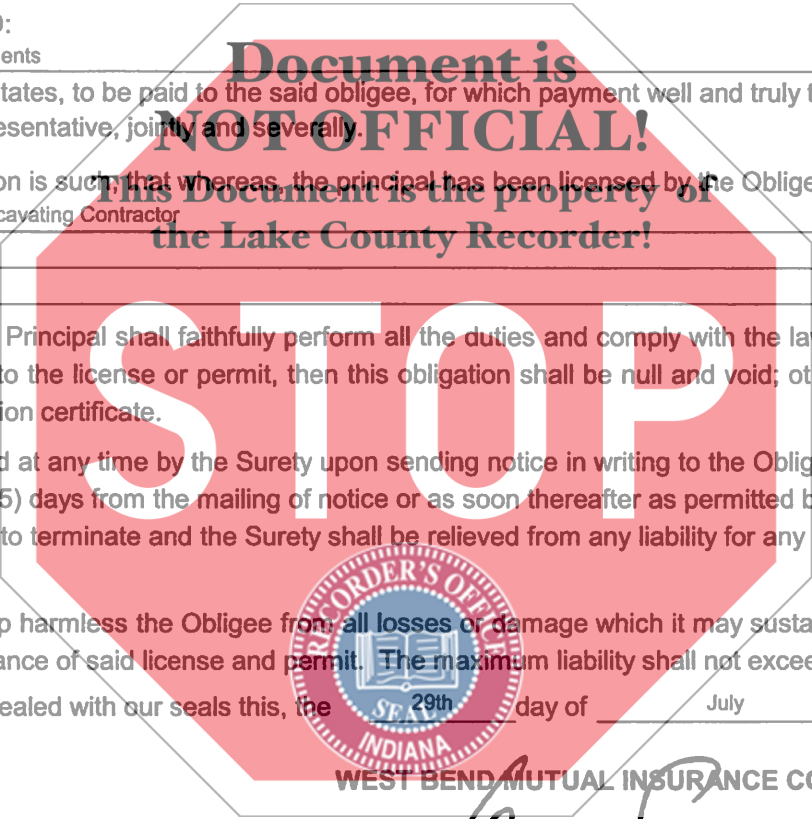 ):
ents
Document is
tates, to be paid to the said obligee, for which payment well and truly t
NOT OFFICIAL!
esentative, jointly and severally.
on is such, that whereas, the principal has been licensed by the Oblige
This Document is the property of
cavating Contractor
the Lake County Recorder!
STOP
Principal shall faithfully perform all the duties and comply with the la
to the license or permit, then this obligation shall be null and void; ot
ion certificate.
d at any time by the Surety upon sending notice in writing to the Oblig
5) days from the mailing of notice or as soon thereafter as permitted b
to terminate and the Surety shall be relieved from any liability for any
p harmless the Obligee from all losses or damage which it may susta
ance of said license and permit. The maximum liability shall not excee
ealed with our seals this, the 29th day of July
RECORDER'S OFFICE
SEAL
INDIANA
WEST BEND MUTUAL INSURANCE CO